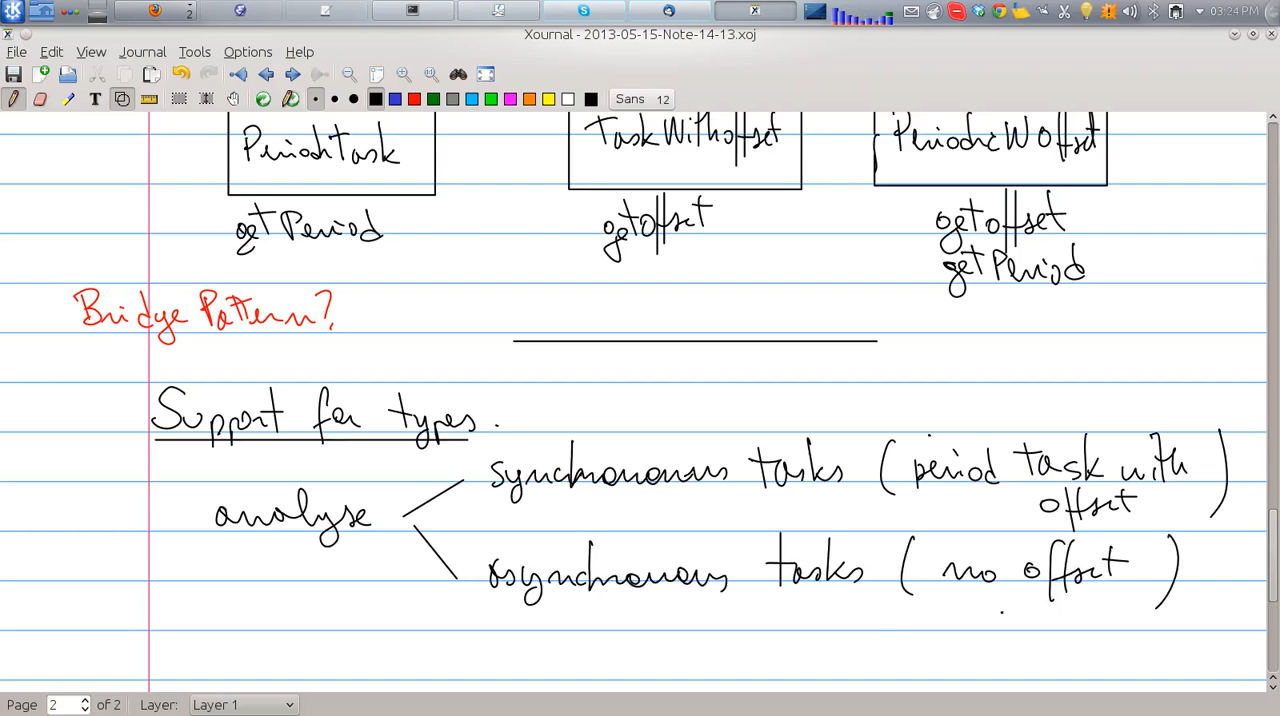 2
03:24 PM
Xournal - 2013-05-15-Note-14-13.xoj
File Edit View Journal Tools Options Help
T Sans 12
PeriodicTask TaskWithoffset PeriodicWOffset
getPeriod getoffset getoffset
getPeriod
Bridge Pattern?
Support for types.
synchronous tasks (period task with
offset)
analyse
asynchronous tasks (no offset)
Page 2 of 2 Layer: Layer 1